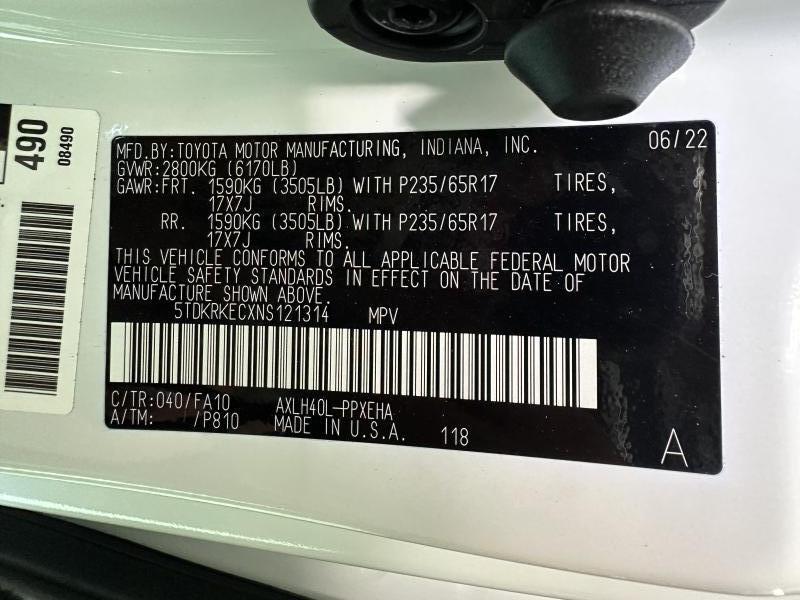 490
08490
MFD.BY:TOYOTA MOTOR MANUFACTURING, INDIANA, INC. 06/22
GVWR:2800KG (6170LB)
GAWR:FRT. 1590KG (3505LB) WITH P235/65R17 TIRES,
17X7J RIMS.
RR. 1590KG (3505LB) WITH P235/65R17 TIRES,
17X7J RIMS.
THIS VEHICLE CONFORMS TO ALL APPLICABLE FEDERAL MOTOR
VEHICLE SAFETY STANDARDS IN EFFECT ON THE DATE OF
MANUFACTURE SHOWN ABOVE.
5TDKRKECXNS121314 MPV
C/TR:040/FA10 AXLH40L-PPXEHA
A/TM: /P810 MADE IN U.S.A. 118
A